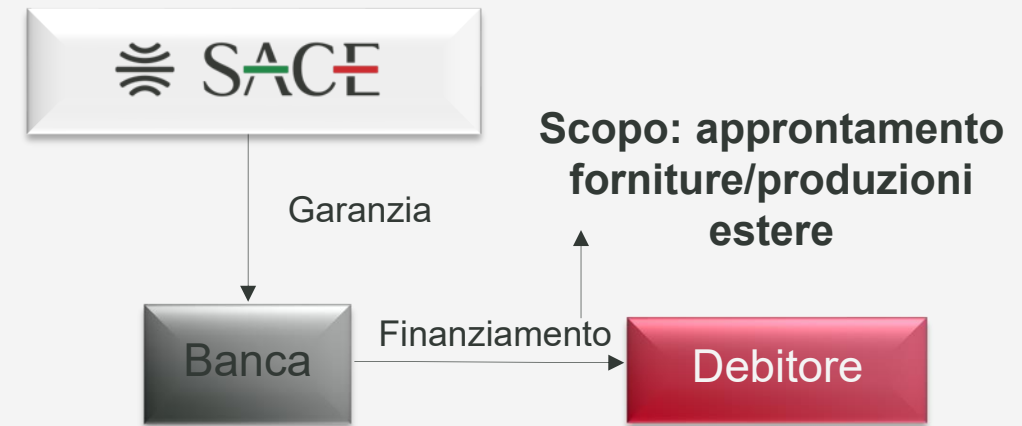 SACE
Scopo: approntamento
forniture/produzioni
estere
Garanzia
Banca
Finanziamento
Debitore